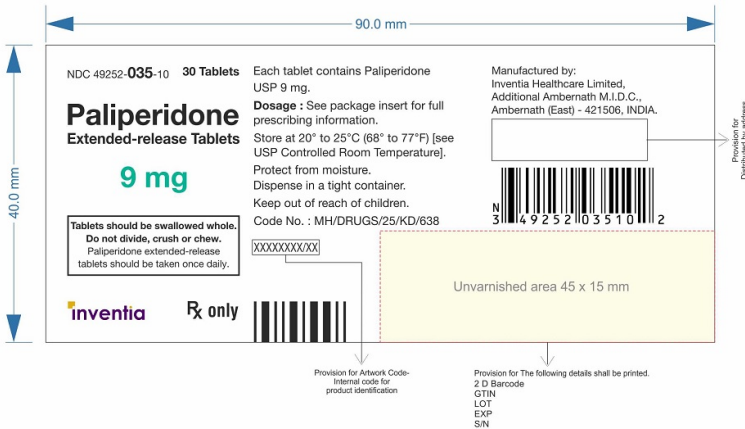 90.0 mm
40.0 mm
NDC 49252-035-10 30 Tablets
Paliperidone
Extended-release Tablets
9 mg
Tablets should be swallowed whole.
Do not divide, crush or chew.
Paliperidone extended-release
tablets should be taken once daily.
inventia
Rx only
Each tablet contains Paliperidone
USP 9 mg.
Dosage : See package insert for full
prescribing information.
Store at 20° to 25°C (68° to 77°F) [see
USP Controlled Room Temperature].
Protect from moisture.
Dispense in a tight container.
Keep out of reach of children.
Code No. : MH/DRUGS/25/KD/638
XXXXXXXX/XX
Manufactured by:
Inventia Healthcare Limited,
Additional Ambernath M.I.D.C.,
Ambernath (East) - 421506, INDIA.
N
3 49252 03510 2
Unvarnished area 45 x 15 mm
Provision for
Distributed by address
Provision for Artwork Code-
Internal code for
product identification
Provision for The following details shall be printed.
2 D Barcode
GTIN
LOT
EXP
S/N